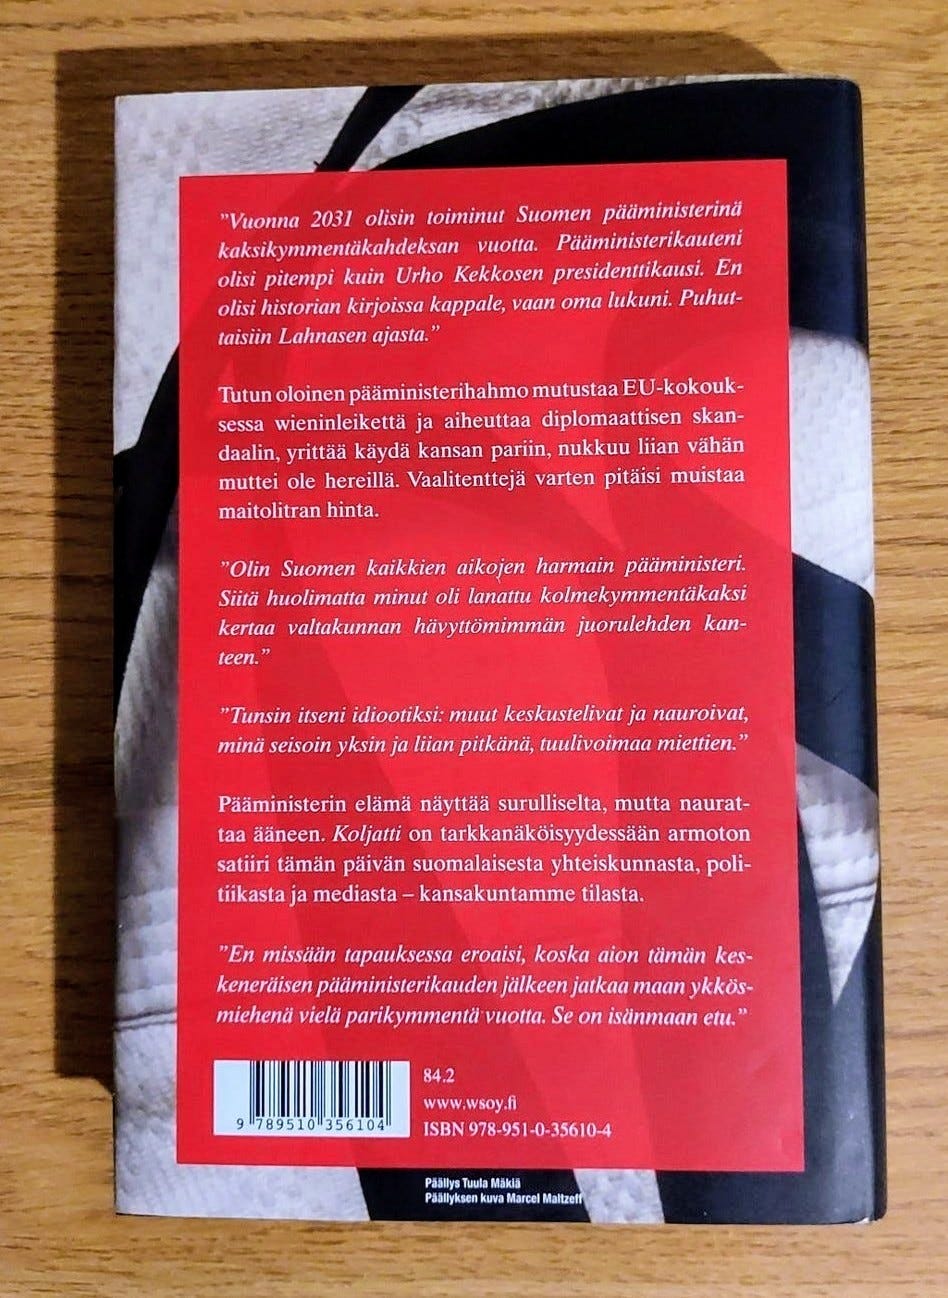 ”Vuonna 2031 olisin toiminut Suomen pääministerinä
kaksikymmentäkahdeksan vuotta. Pääministerikauteni
olisi pitempi kuin Urho Kekkosen presidenttikausi. En
olisi historian kirjoissa kappale, vaan oma lukuni. Puhut-
taisiin Lahnasen ajasta.”
Tutun oloinen pääministerihahmo mutustaa EU-kokouk-
sessa wieninleikettä ja aiheuttaa diplomaattisen skan-
daalin, yrittää käydä kansan pariin, nukkuu liian vähän
muttei ole hereillä. Vaalitenttejä varten pitäisi muistaa
maitolitran hinta.
”Olin Suomen kaikkien aikojen harmain pääministeri.
Siitä huolimatta minut oli lanattu kolmekymmentäkaksi
kertaa valtakunnan hävyttömimmän juorulehden kan-
teen.”
”Tunsin itseni idiootiksi: muut keskustelivat ja nauroivat,
minä seisoin yksin ja liian pitkänä, tuulivoimaa miettien.”
Pääministerin elämä näyttää surulliselta, mutta naurat-
taa ääneen. Koljatti on tarkkanäköisyydessään armoton
satiiri tämän päivän suomalaisesta yhteiskunnasta, poli-
tiikasta ja mediasta – kansakuntamme tilasta.
”En missään tapauksessa eroaisi, koska aion tämän kes-
keneräisen pääministerikauden jälkeen jatkaa maan ykkös-
miehenä vielä parikymmentä vuotta. Se on isänmaan etu.”
84.2
www.wsoy.fi
ISBN 978-951-0-35610-4
9 789510 356104
Päällys Tuula Mäkiä
Päällyksen kuva Marcel Maltzeff